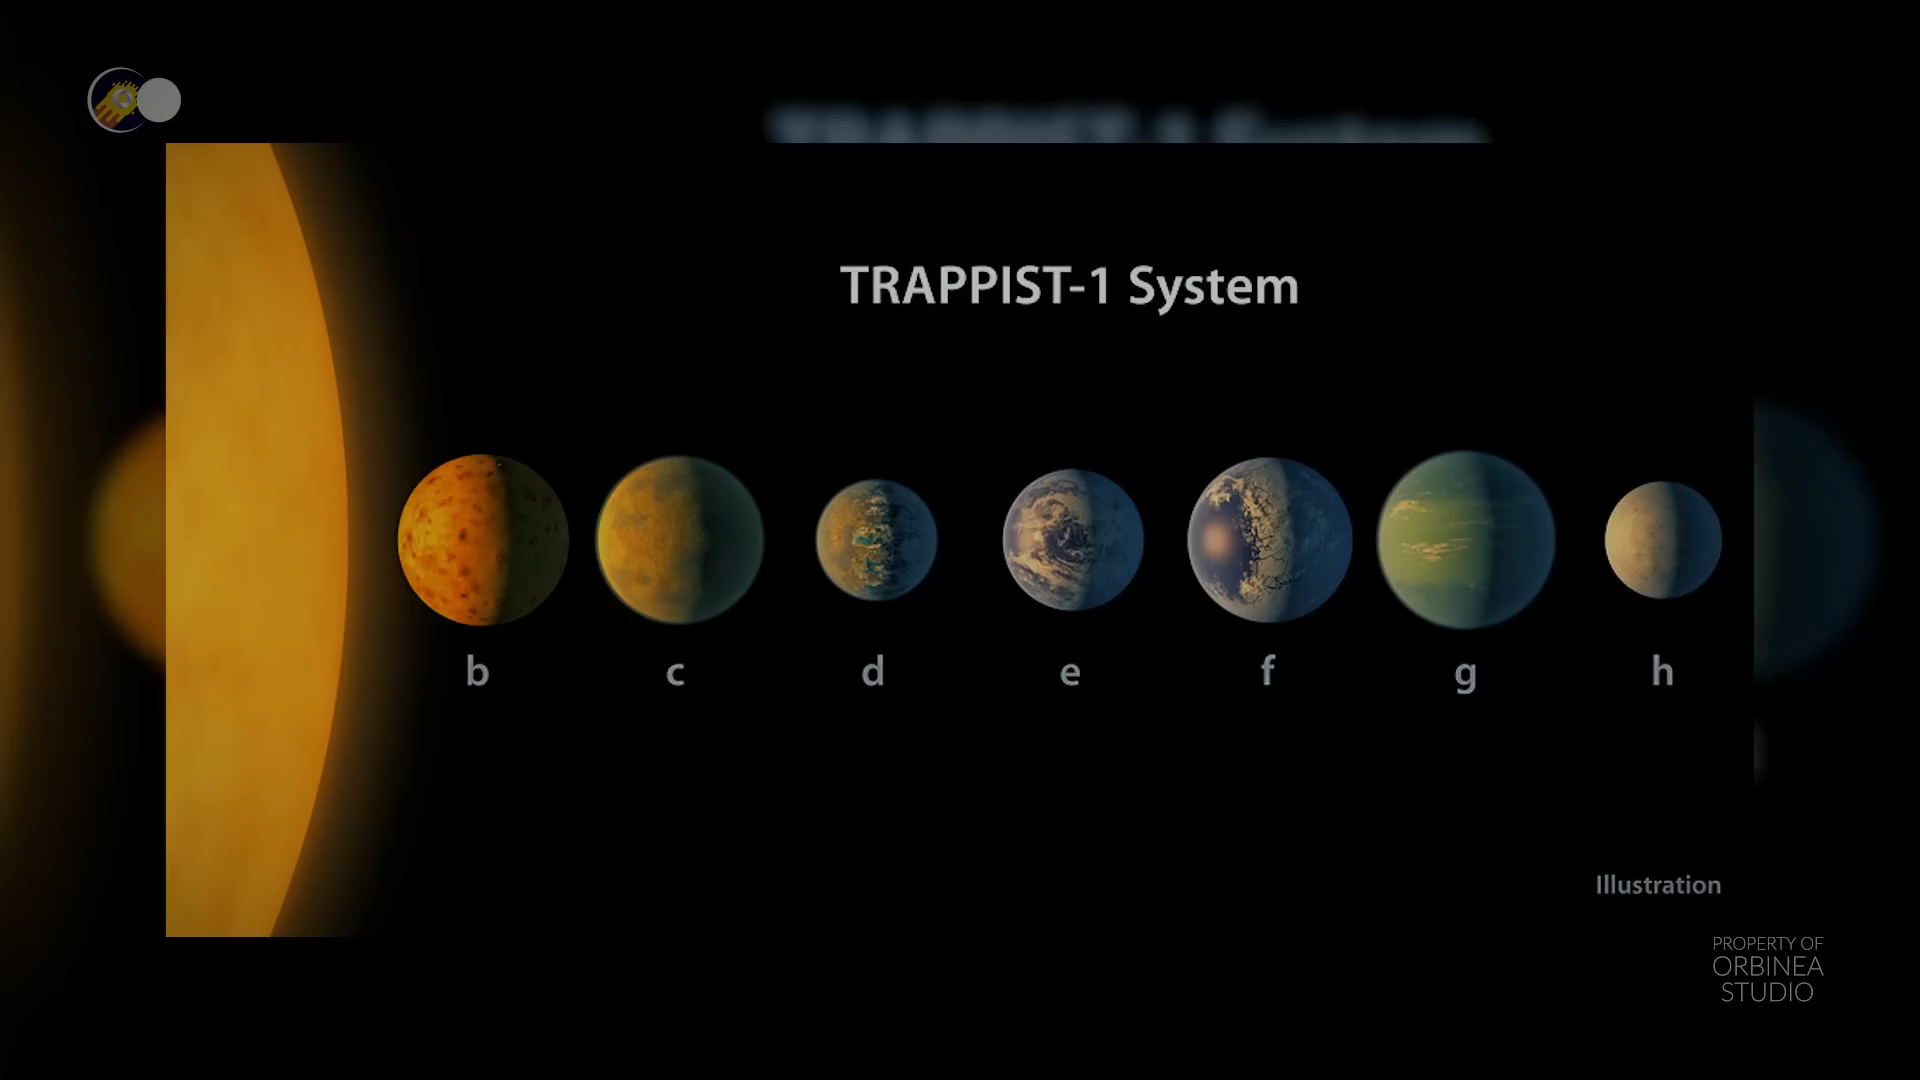 TRAPPIST-1 System
b c d e f g h
Illustration
PROPERTY OF
ORBINEA
STUDIO